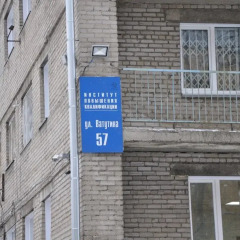 ИНСТИТУТ
ПОВЫШЕНИЯ
КВАЛИФИКАЦИИ
ул. Ватутина
57